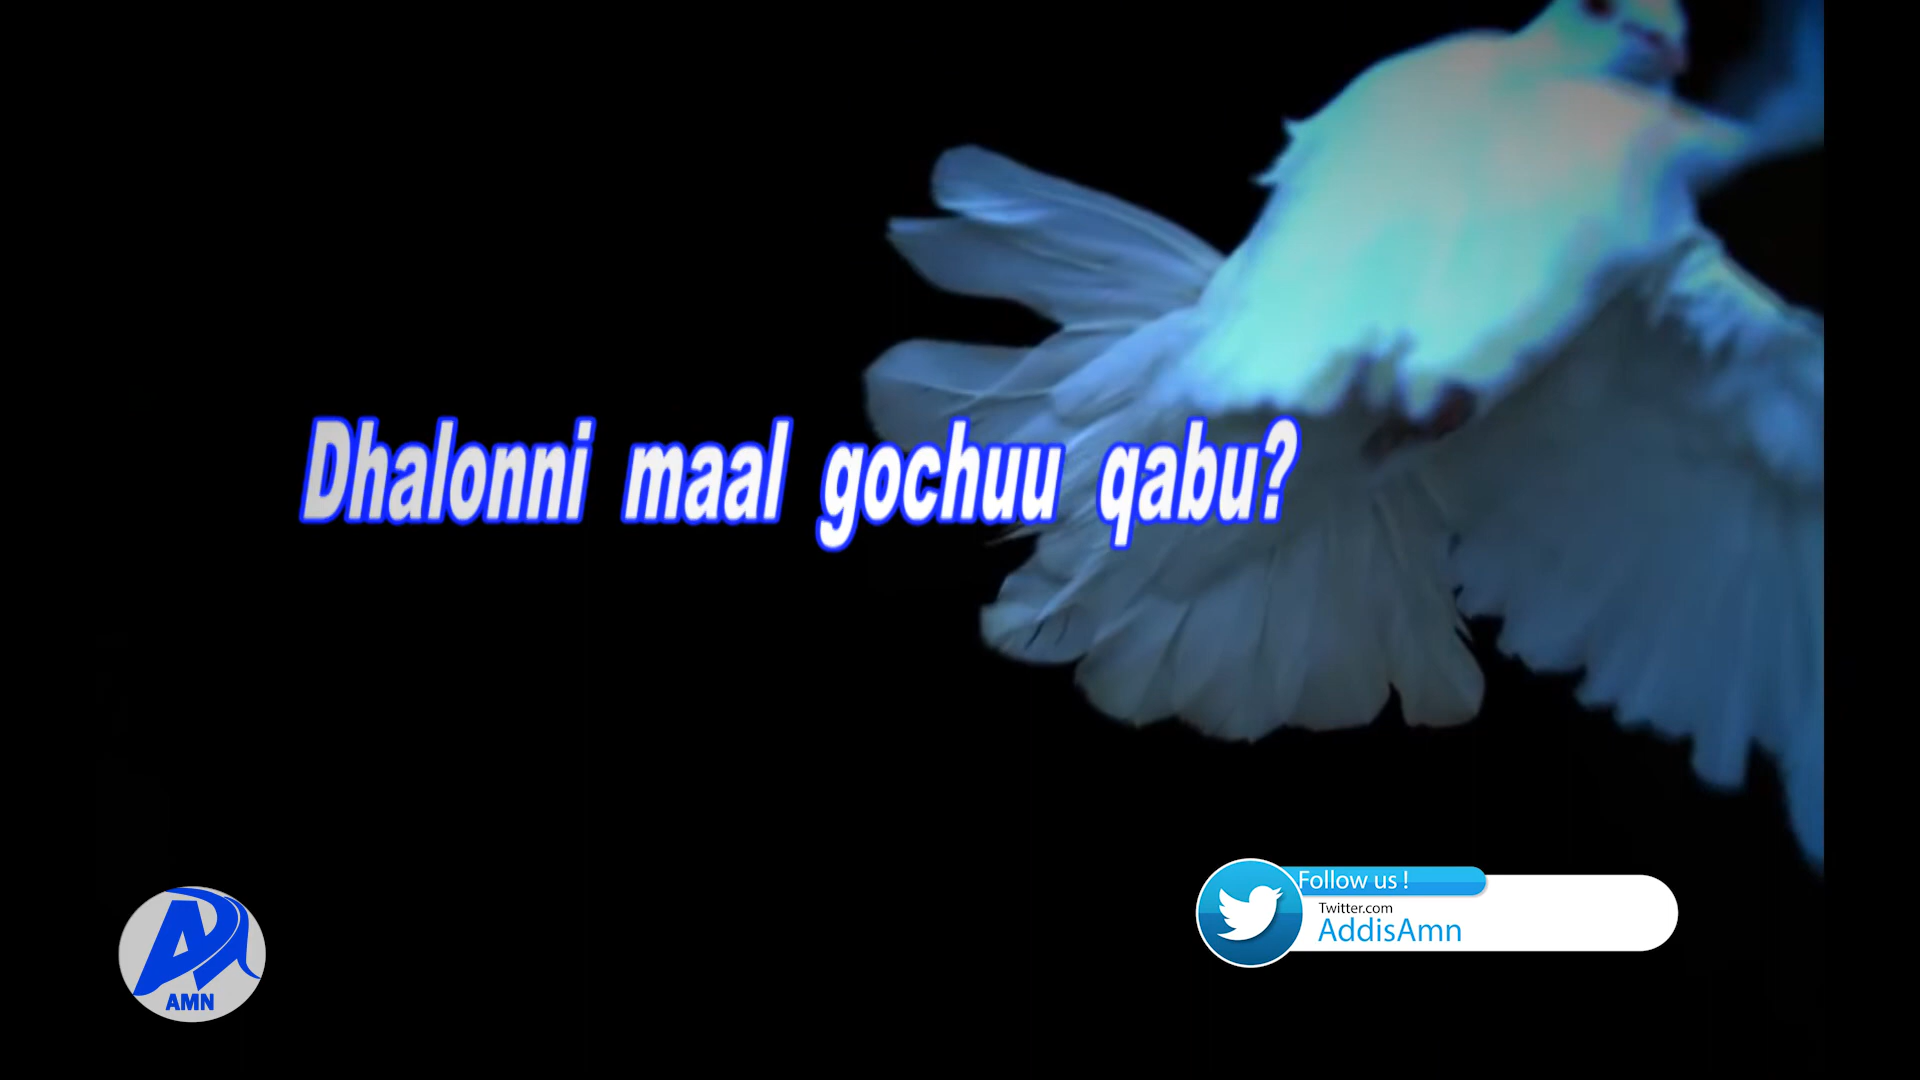 Dhalonni maal gochuu qabu?
Follow us !
Twitter.com
AddisAmn
AMN